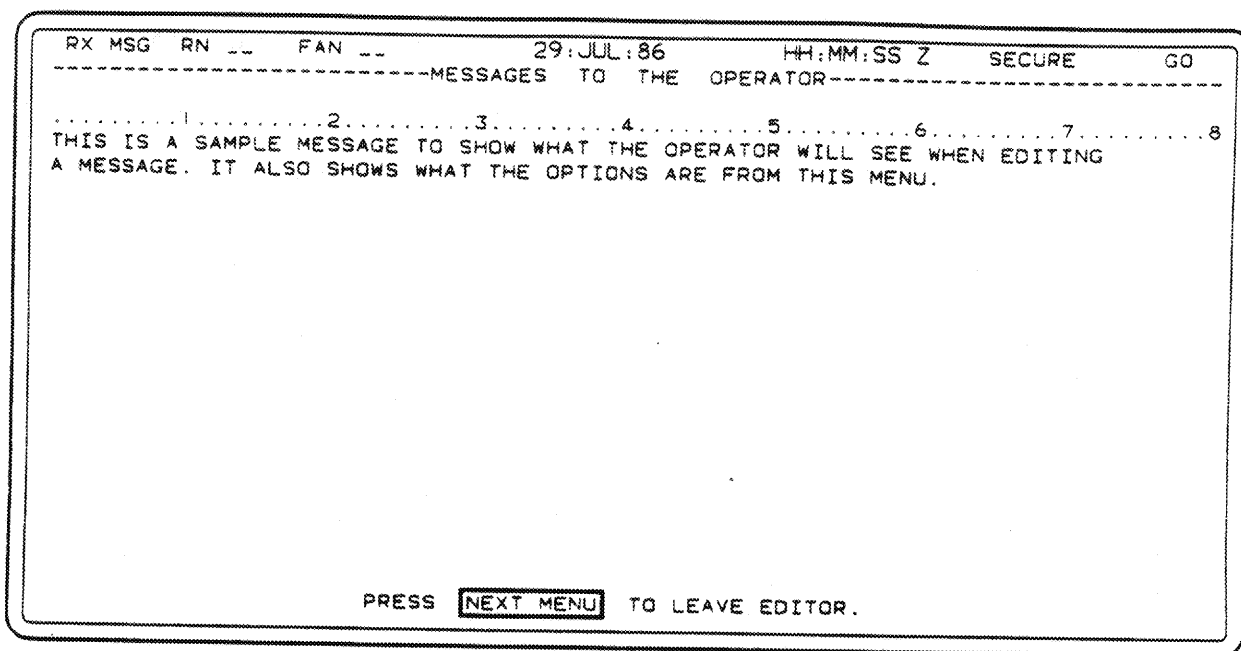 RX MSG RN __ FAN __ 29:JUL:86 HH:MM:SS Z SECURE GO
--------------------------MESSAGES TO THE OPERATOR---------------------------
.........1.........2.........3.........4.........5.........6.........7.........8
THIS IS A SAMPLE MESSAGE TO SHOW WHAT THE OPERATOR WILL SEE WHEN EDITING
A MESSAGE. IT ALSO SHOWS WHAT THE OPTIONS ARE FROM THIS MENU.
PRESS NEXT MENU TO LEAVE EDITOR.